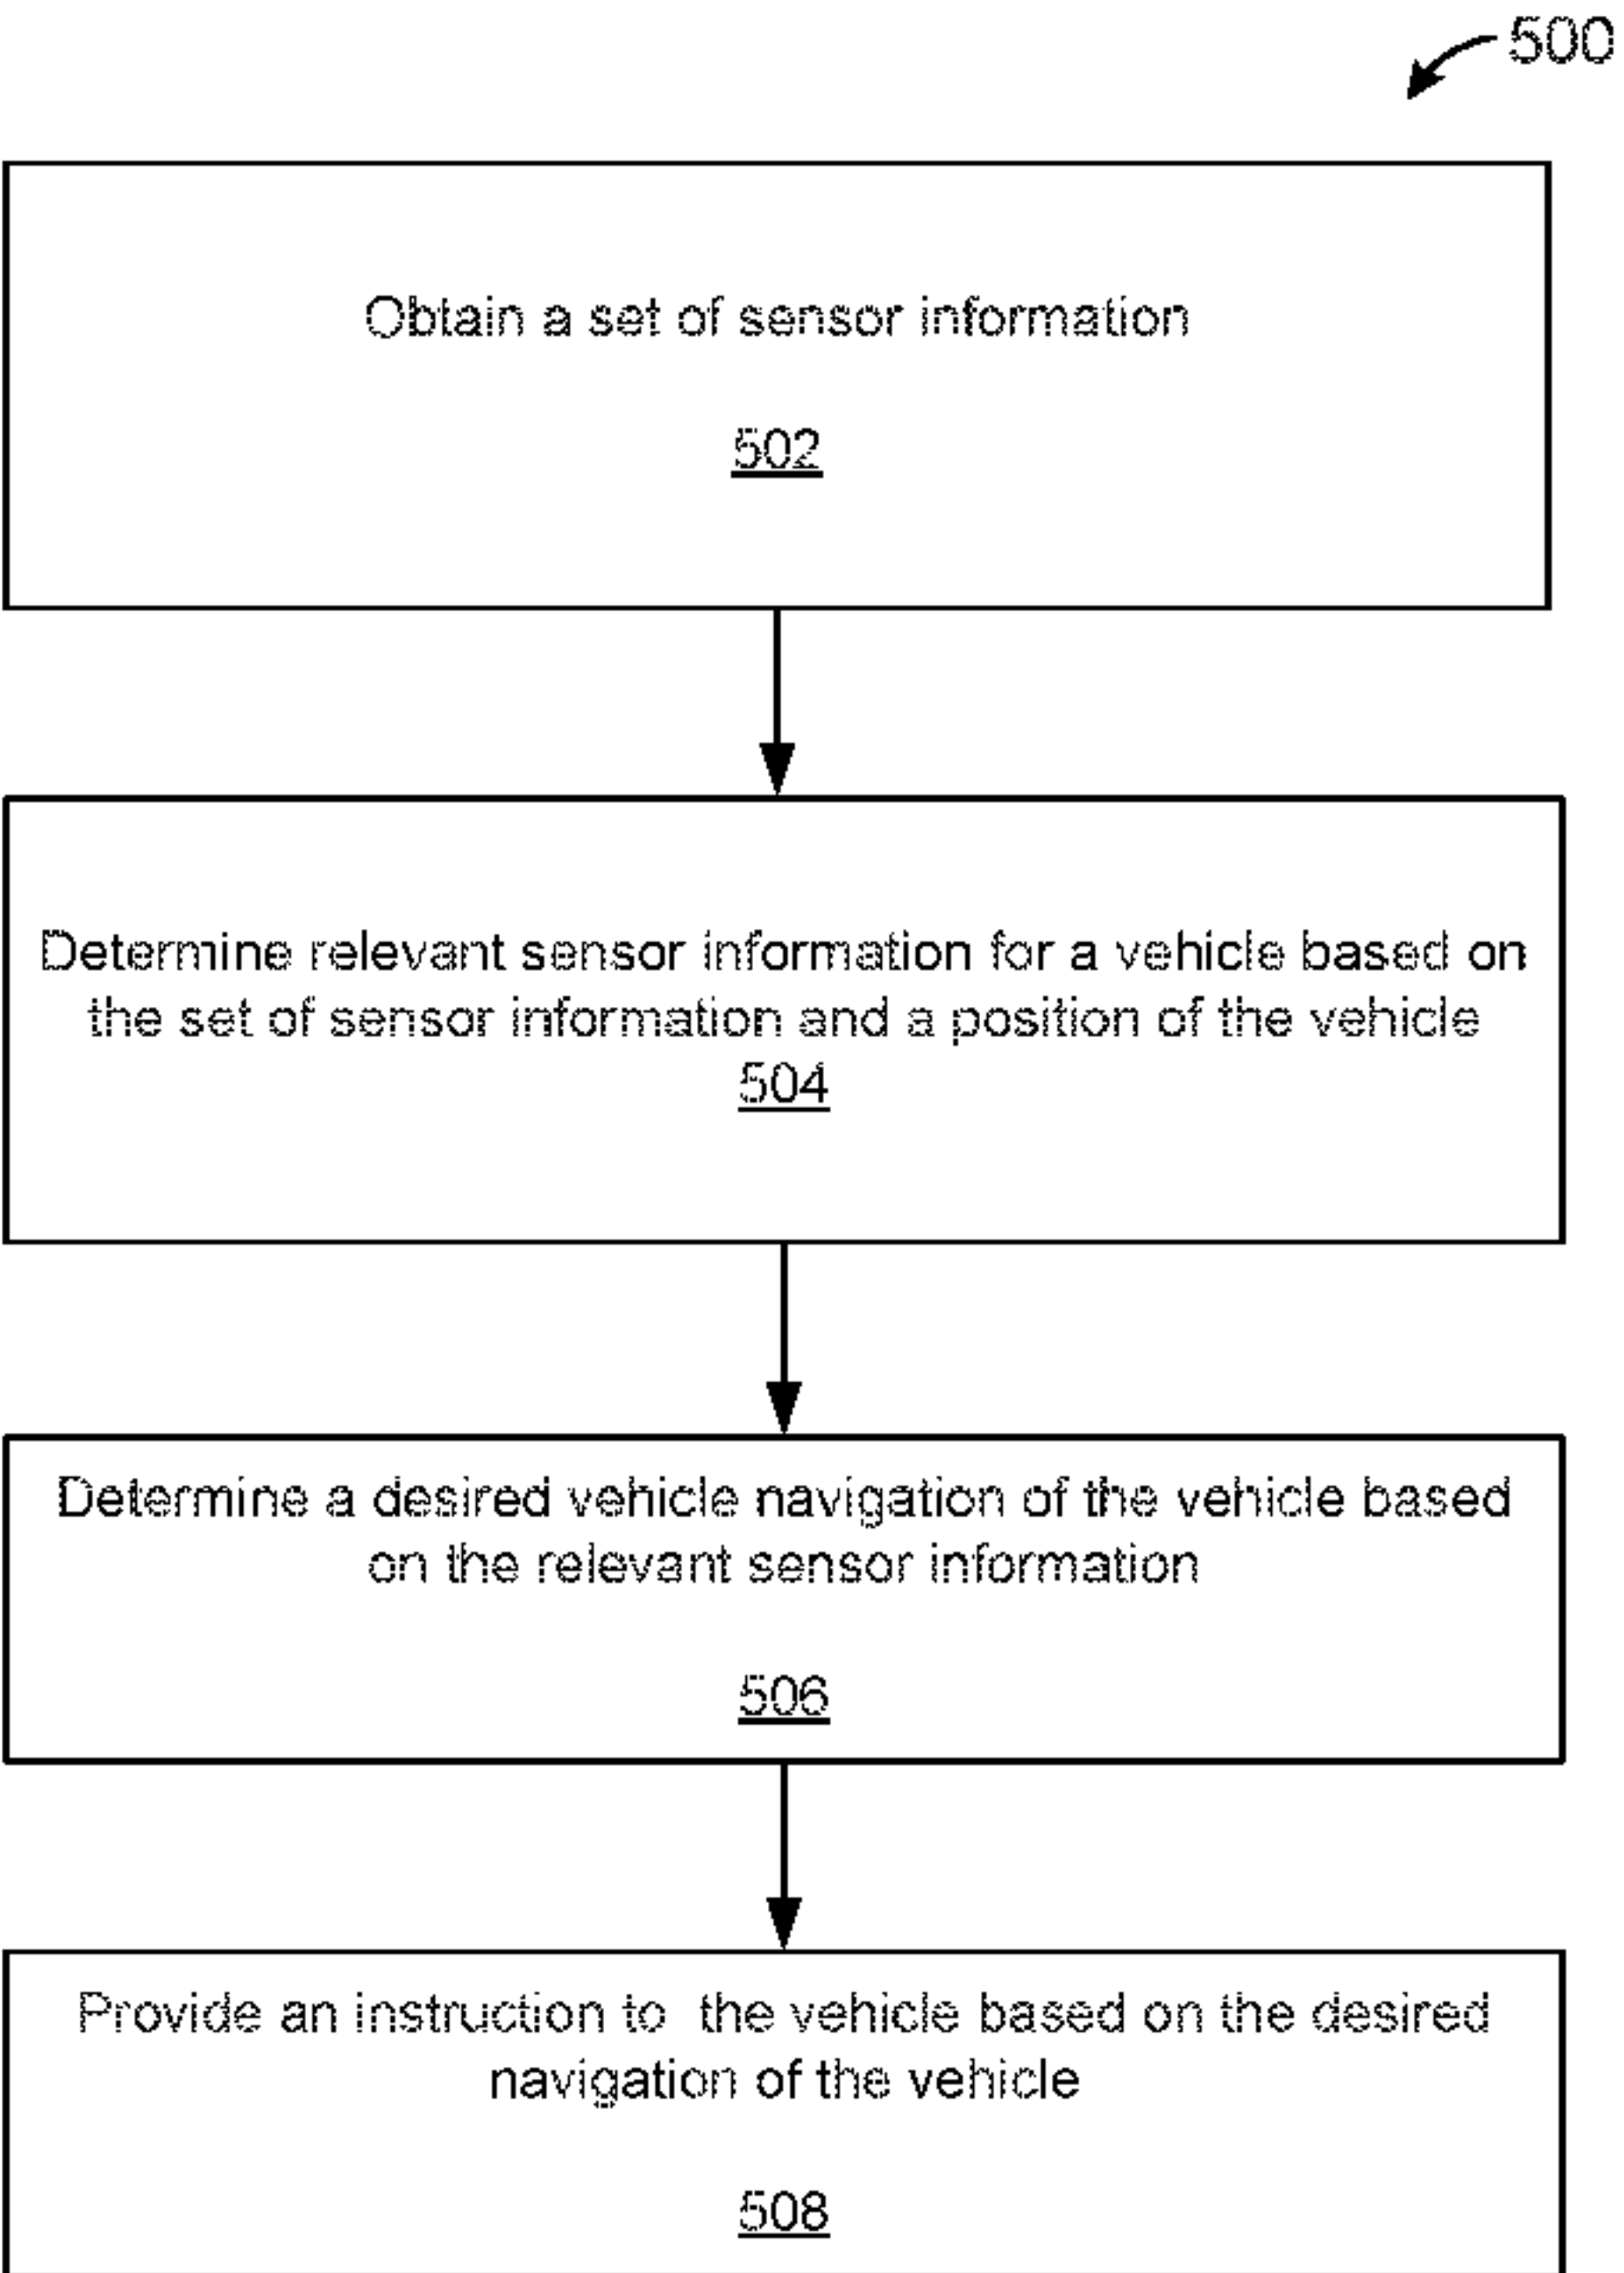 500
Obtain a set of sensor information
502
Determine relevant sensor information for a vehicle based on
the set of sensor information and a position of the vehicle
504
Determine a desired vehicle navigation of the vehicle based
on the relevant sensor information
506
Provide an instruction to the vehicle based on the desired
navigation of the vehicle
508